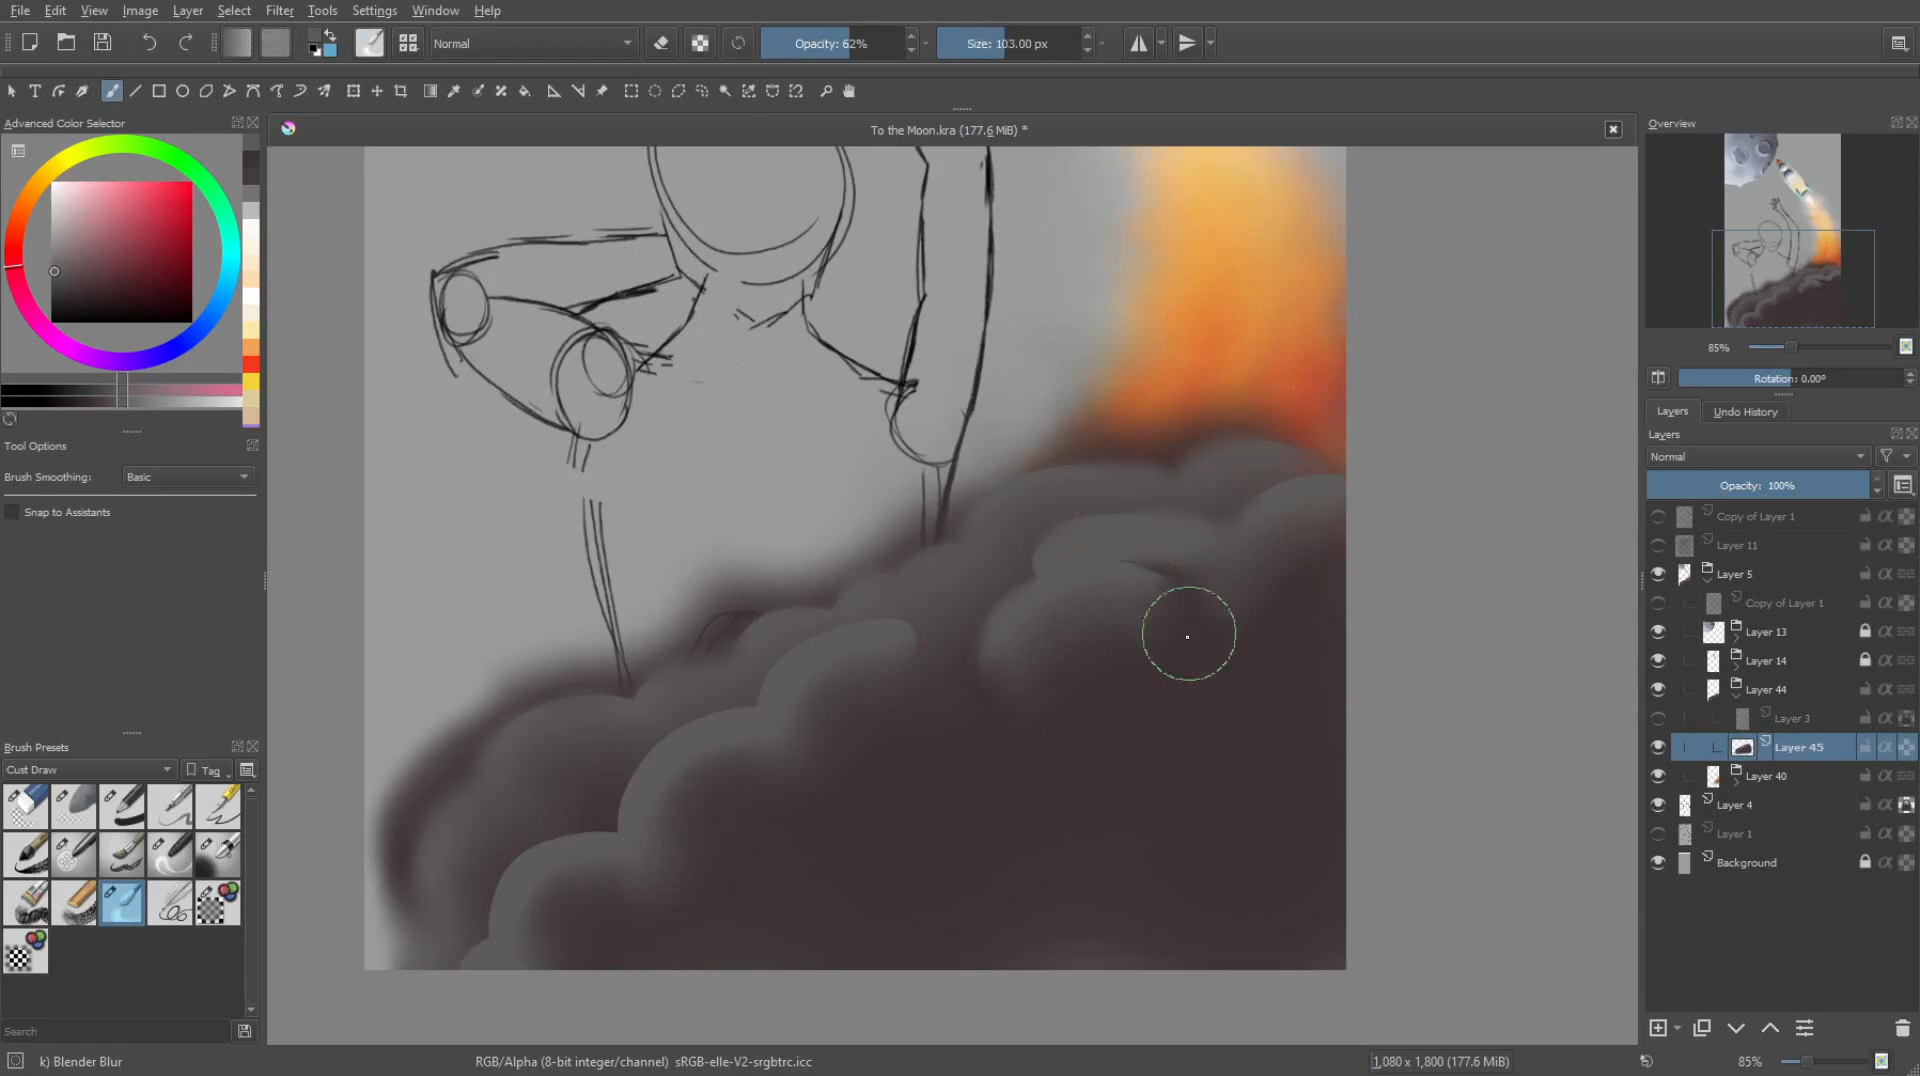 File Edit View Image Layer Select Filter Tools Settings Window Help
Normal
Opacity: 62%
Size: 103.00 px
Advanced Color Selector
To the Moon.kra (177.6 MiB) *
Overview
85%
Rotation: 0.00°
Layers Undo History
Layers
Normal
Opacity: 100%
Copy of Layer 1
Layer 11
Layer 5
Copy of Layer 1
Layer 13
Layer 14
Layer 44
Layer 3
Layer 45
Layer 40
Layer 4
Layer 1
Background
Tool Options
Brush Smoothing: Basic
Snap to Assistants
Brush Presets
Cust Draw
Tag
Search
k) Blender Blur
RGB/Alpha (8-bit integer/channel) sRGB-elle-V2-srgbtrc.icc
1,080 x 1,800 (177.6 MiB)
85%